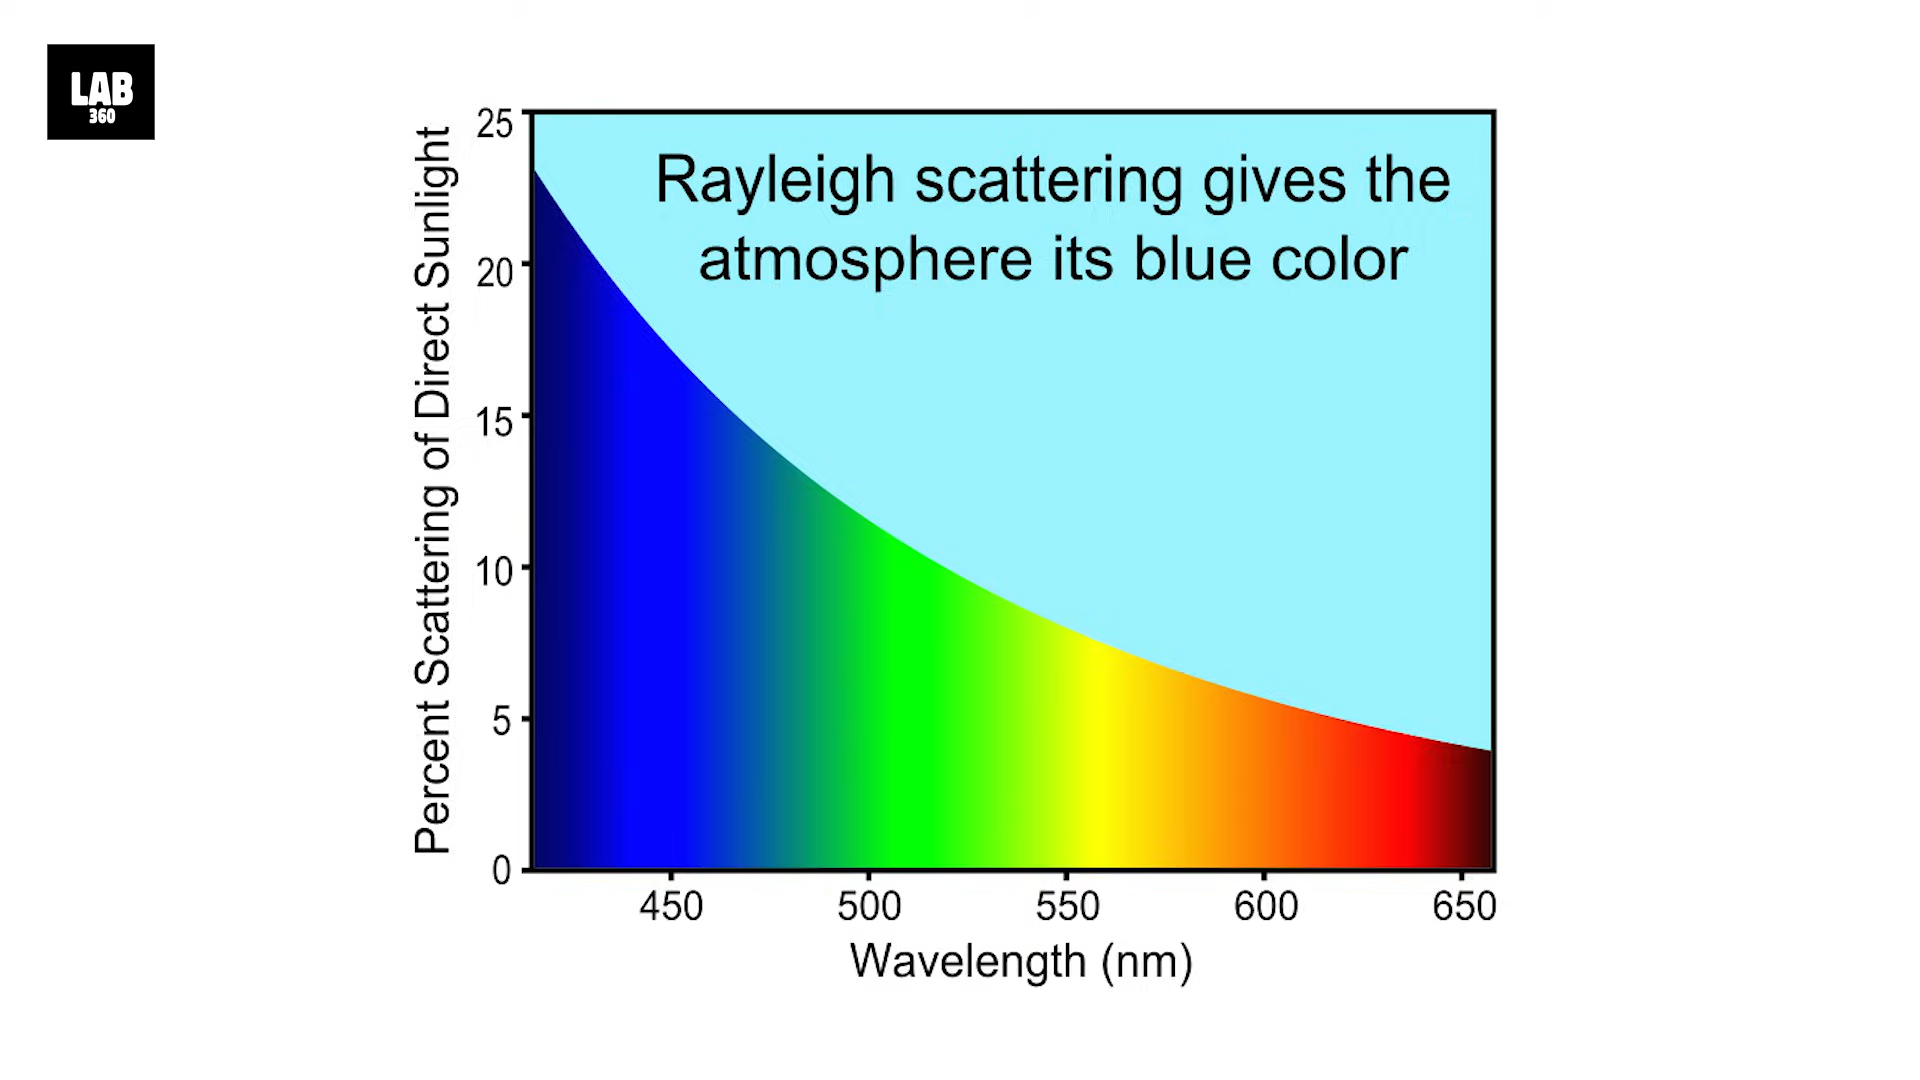 LAB
360
Rayleigh scattering gives the
atmosphere its blue color
Percent Scattering of Direct Sunlight
25
20
15
10
5
0
450 500 550 600 650
Wavelength (nm)